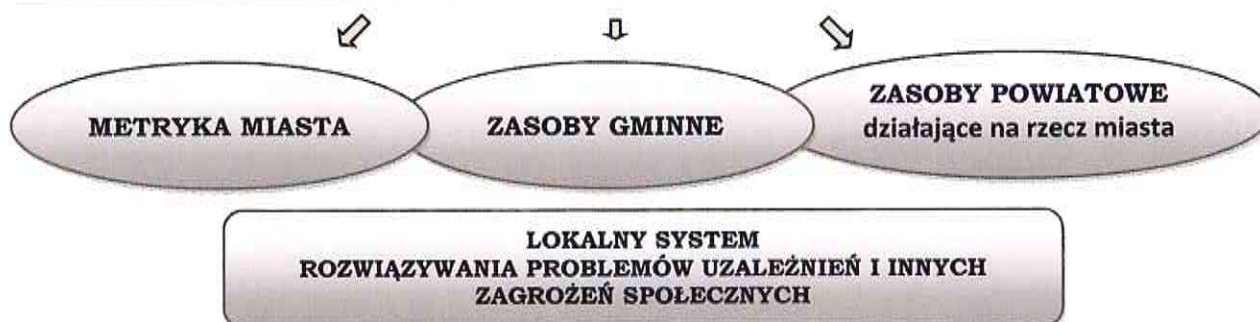 METRYKA MIASTA
ZASOBY GMINNE
ZASOBY POWIATOWE
działające na rzecz miasta
LOKALNY SYSTEM
ROZWIĄZYWANIA PROBLEMÓW UZALEŻNIEŃ I INNYCH
ZAGROŻEŃ SPOŁECZNYCH